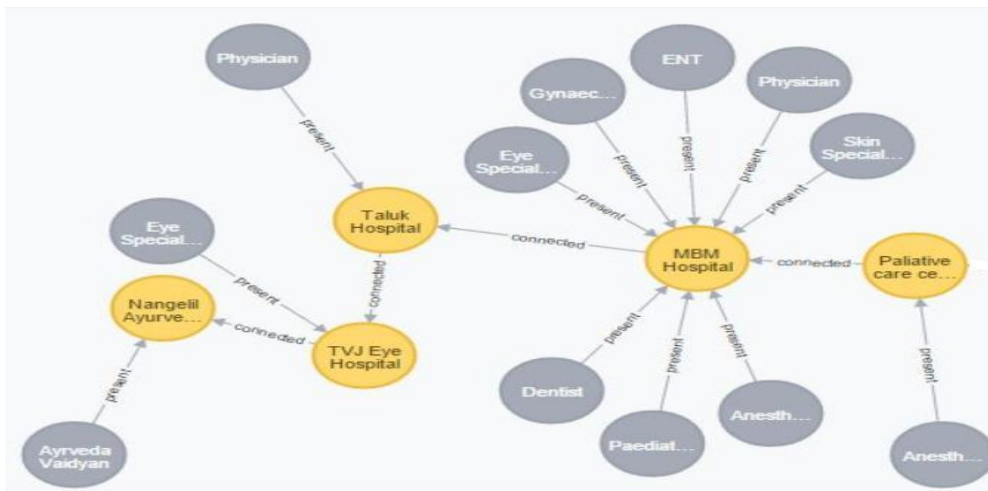 Physician
ENT
Gynaec...
Physician
Eye
Special...
Skin
Special...
present
present
present
present
present
present
Taluk
Hospital
connected
MBM
Hospital
connected
Paliative
care ce...
Eye
Special...
present
connected
Nangelil
Ayurve...
connected
TVJ Eye
Hospital
present
present
present
present
present
Dentist
Paediat...
Anesth...
Ayrveda
Vaidyan
Anesth...